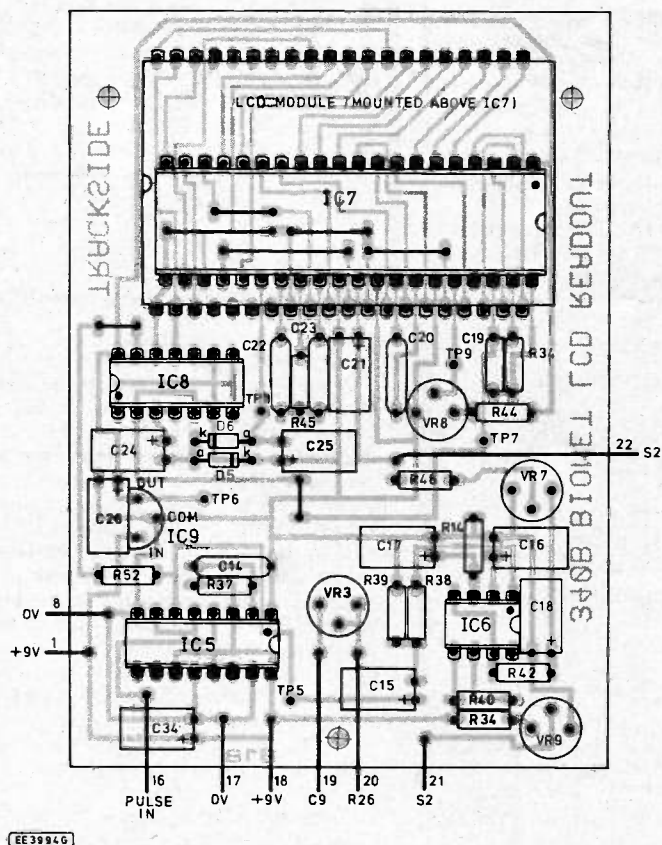 LCD MODULE (MOUNTED ABOVE IC7)
TRACKSIDE
IC7
340B BIOMET LCD READOUT
C22
C23
C21
C20
TP9
C19
R34
IC8
R45
VR8
R44
D6
k
a
a
k
D5
C24
C25
TP7
22
S2
R46
VR7
OUT
TP6
C26
COM
IC9
IN
C17
R14
C16
R52
C14
R37
VR3
R39
R38
C18
0V
8
+9V
1
IC5
IC6
TP5
C15
R42
R40
R34
C34
VR9
16
17
18
19
20
21
PULSE
IN
0V
+9V
C9
R26
S2
EE3994G